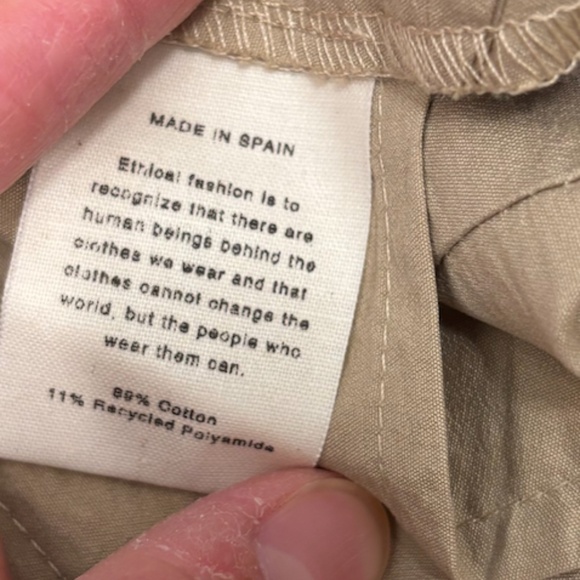 MADE IN SPAIN
Ethical fashion is to
recognize that there are
human beings behind the
clothes we wear and that
clothes cannot change the
world, but the people who
wear them can.
89% Cotton
11% Recycled Polyamide